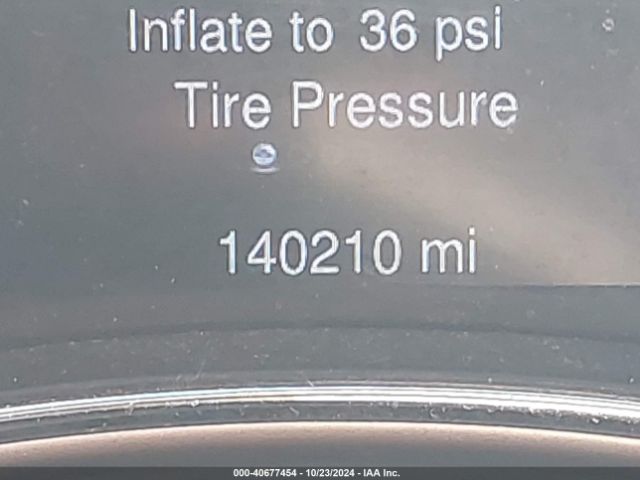 Inflate to 36 psi
Tire Pressure
140210 mi
000-40677454 - 10/23/2024 - IAA Inc.